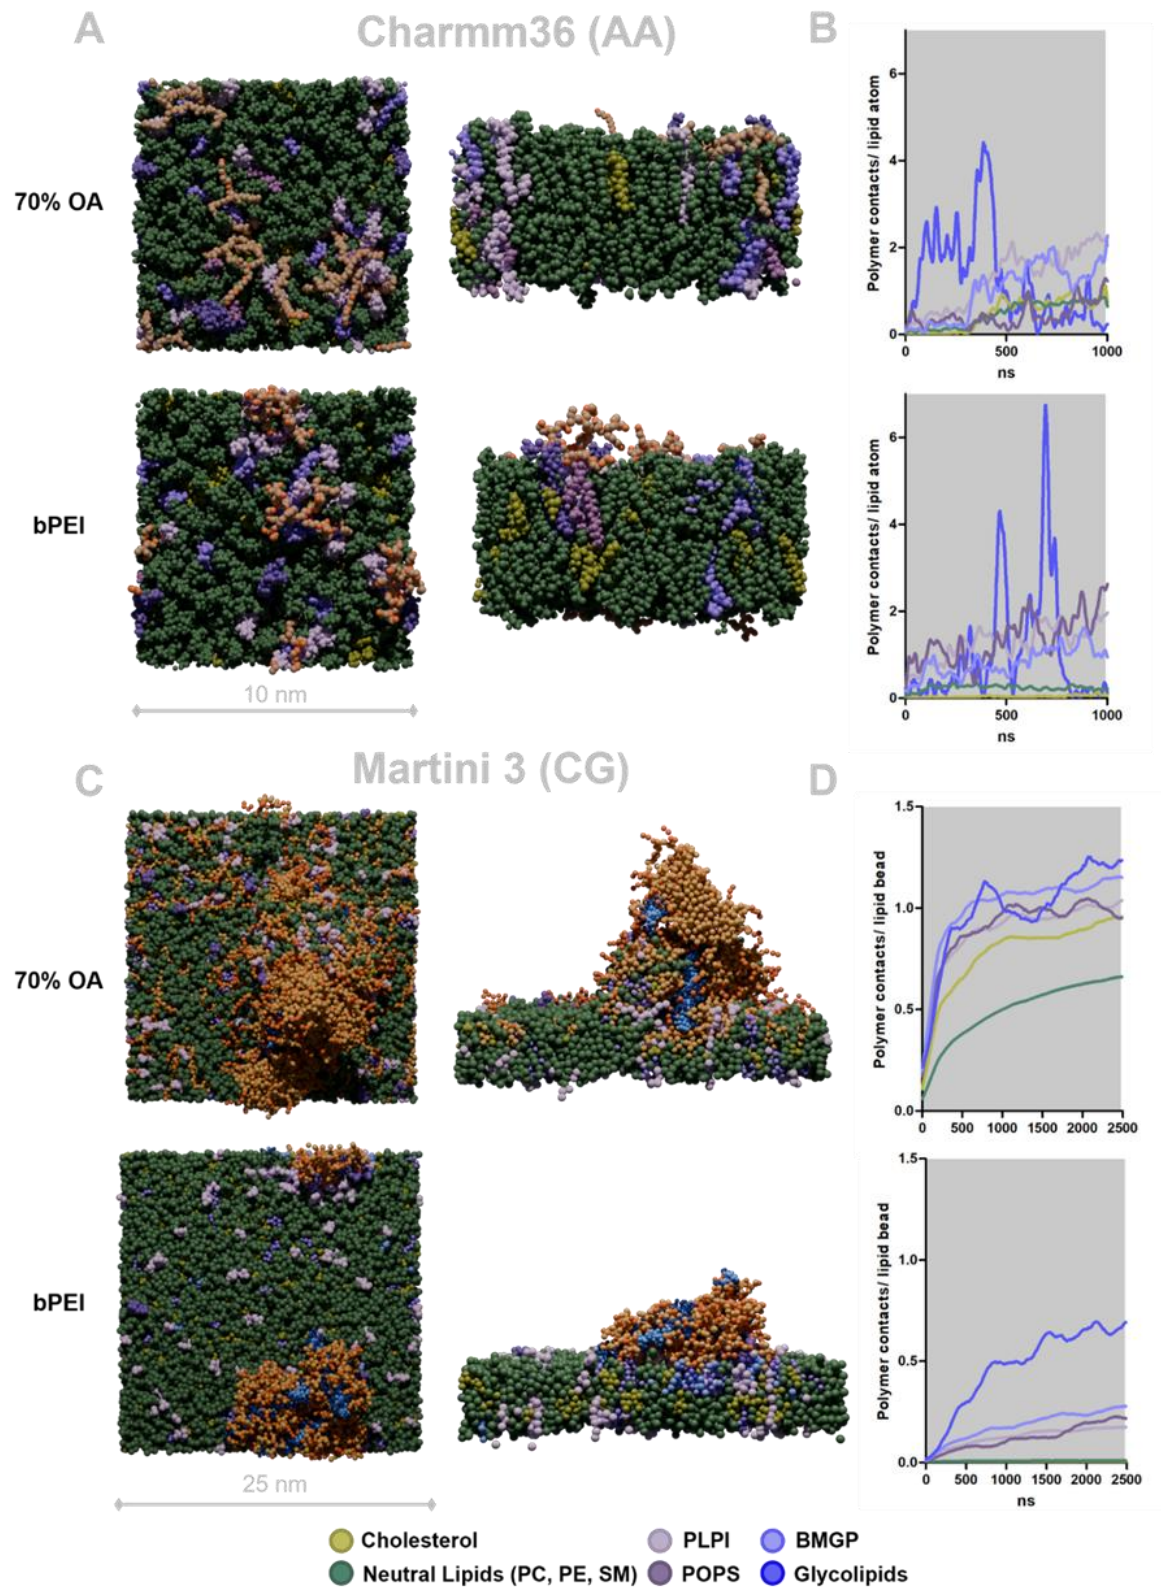 A
Charmm36 (AA)
B
70% OA
Polymer contacts/ lipid atom
6
4
2
0
0 500 1000
ns
bPEI
Polymer contacts/ lipid atom
6
4
2
0
0 500 1000
ns
10 nm
C
Martini 3 (CG)
D
70% OA
Polymer contacts/ lipid bead
1.5
1.0
0.5
0.0
0 500 1000 1500 2000 2500
bPEI
Polymer contacts/ lipid bead
1.5
1.0
0.5
0.0
0 500 1000 1500 2000 2500
ns
25 nm
Cholesterol PLPI BMGP
Neutral Lipids (PC, PE, SM) POPS Glycolipids